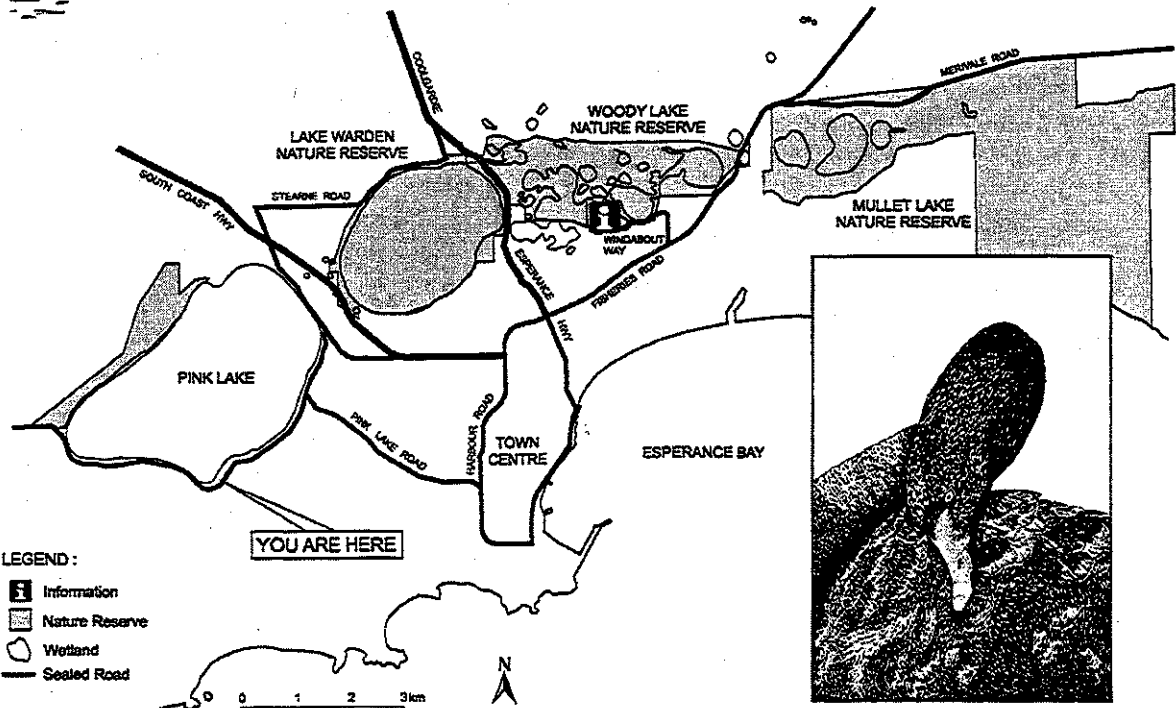 COOLGARDIE
MERIVALE ROAD
WOODY LAKE
NATURE RESERVE
LAKE WARDEN
NATURE RESERVE
SOUTH COAST HWY
STEARNE ROAD
MULLET LAKE
NATURE RESERVE
i
WINDABOUT
WAY
ESPERANCE
HWY
FISHERIES ROAD
PINK LAKE
PINK LAKE ROAD
HARBOUR ROAD
TOWN
CENTRE
ESPERANCE BAY
YOU ARE HERE
LEGEND :
i Information
Nature Reserve
Wetland
Sealed Road
N
0 1 2 3km